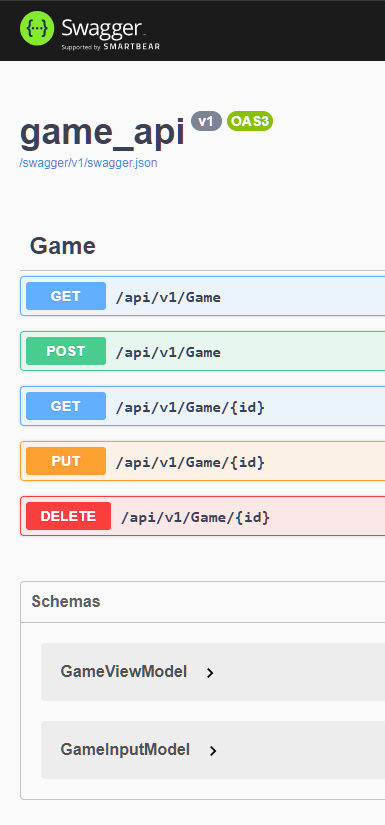 Swagger
Supported by SMARTBEAR
game_api v1 OAS3
/swagger/v1/swagger.json
Game
GET /api/v1/Game
POST /api/v1/Game
GET /api/v1/Game/{id}
PUT /api/v1/Game/{id}
DELETE /api/v1/Game/{id}
Schemas
GameViewModel
GameInputModel